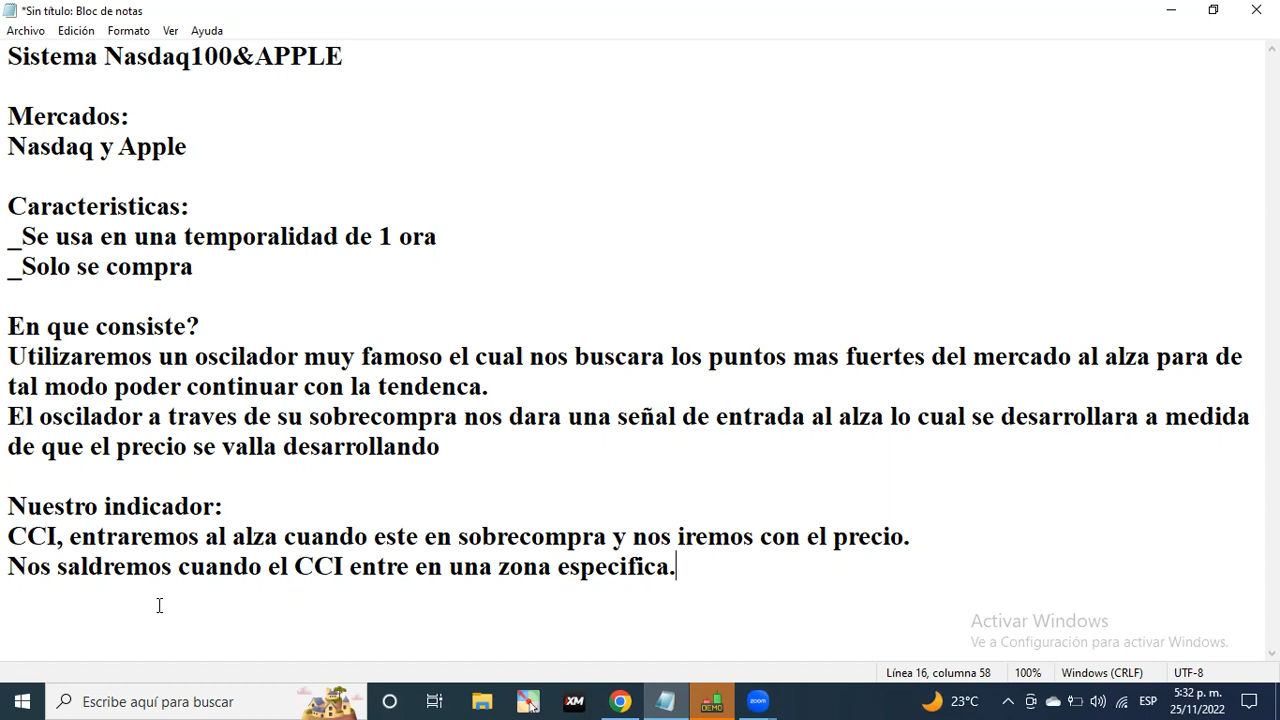 *Sin título: Bloc de notas
Archivo Edición Formato Ver Ayuda
Sistema Nasdaq100&APPLE
Mercados:
Nasdaq y Apple
Caracteristicas:
_Se usa en una temporalidad de 1 ora
_Solo se compra
En que consiste?
Utilizaremos un oscilador muy famoso el cual nos buscara los puntos mas fuertes del mercado al alza para de
tal modo poder continuar con la tendenca.
El oscilador a traves de su sobrecompra nos dara una señal de entrada al alza lo cual se desarrollara a medida
de que el precio se valla desarrollando
Nuestro indicador:
CCI, entraremos al alza cuando este en sobrecompra y nos iremos con el precio.
Nos saldremos cuando el CCI entre en una zona especifica.
Activar Windows
Ve a Configuración para activar Windows.
Línea 16, columna 58 100% Windows (CRLF) UTF-8
Escribe aquí para buscar
XM
DEMO
zoom
23°C
ESP
5:32 p. m.
25/11/2022